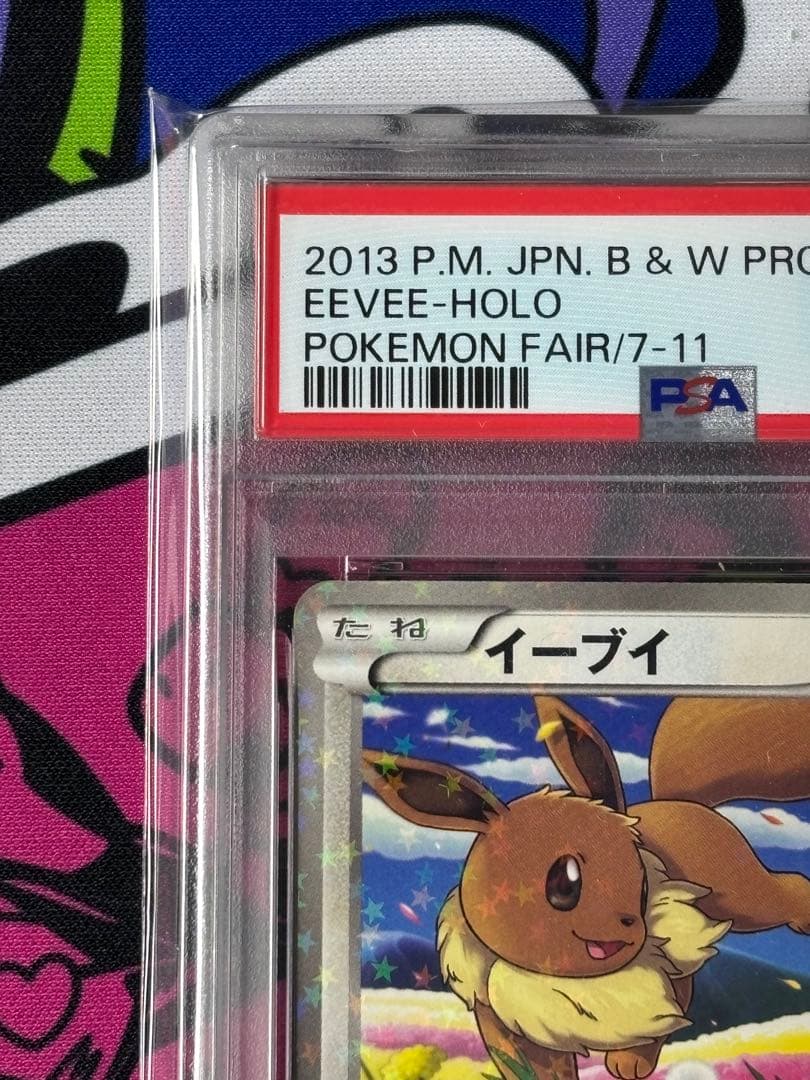 2013 P.M. JPN. B & W PRO
EEVEE-HOLO
POKEMON FAIR/7-11
PSA
たね イーブイ